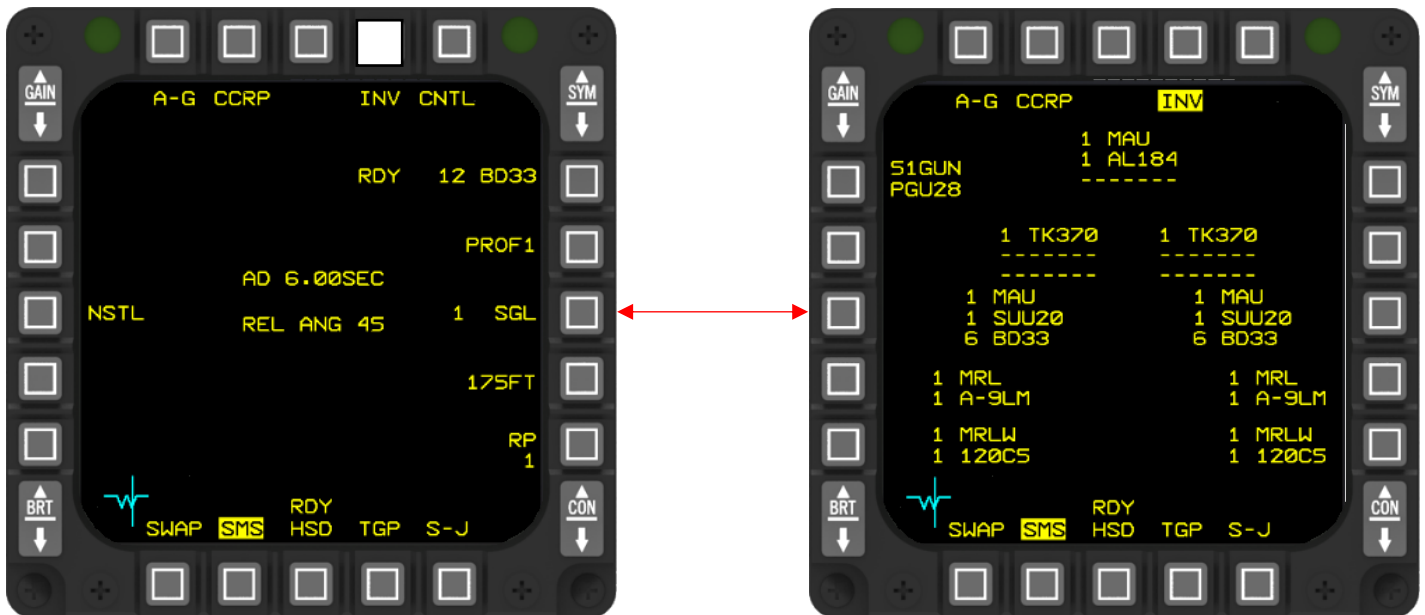 GAIN
SYM
A-G CCRP INV CNTL
RDY 12 BD33
PROF1
AD 6.00SEC
NSTL
REL ANG 45
1 SGL
175FT
RP
1
BRT
CON
RDY
SWAP SMS HSD TGP S-J
GAIN
SYM
A-G CCRP INV
1 MAU
1 AL184
-------
51GUN
PGU28
1 TK370 1 TK370
------- -------
------- -------
1 MAU 1 MAU
1 SUU20 1 SUU20
6 BD33 6 BD33
1 MRL 1 MRL
1 A-9LM 1 A-9LM
1 MRLW 1 MRLW
1 120C5 1 120C5
BRT
CON
RDY
SWAP SMS HSD TGP S-J